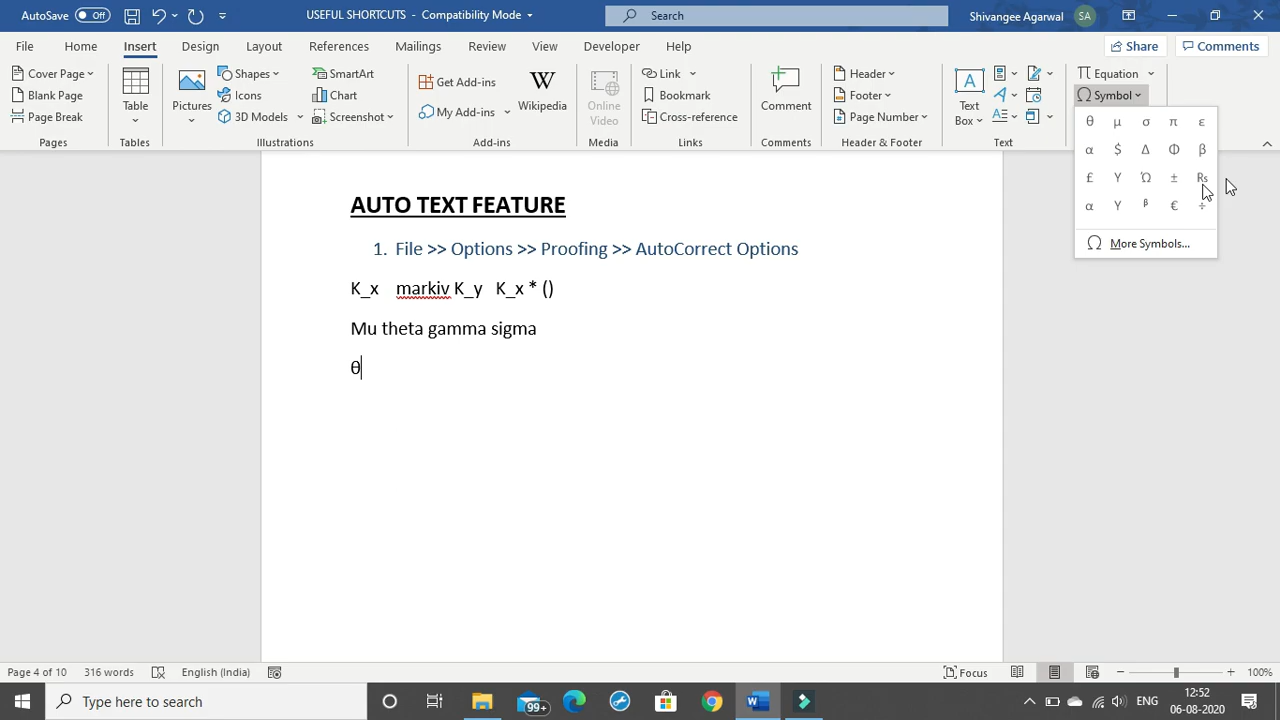 AutoSave Off USEFUL SHORTCUTS - Compatibility Mode Search Shivangee Agarwal SA
File Home Insert Design Layout References Mailings Review View Developer Help Share Comments
Cover Page
Blank Page
Page Break
Pages
Table
Tables
Pictures
Shapes
Icons
3D Models
SmartArt
Chart
Screenshot
Illustrations
Get Add-ins
My Add-ins
W
Wikipedia
Add-ins
Online
Video
Media
Link
Bookmark
Cross-reference
Links
Comment
Comments
Header
Footer
Page Number
Header & Footer
A
Text
Box
Text
π Equation
Ω Symbol
θ μ σ π ε
α $ Δ Φ β
£ Υ Ώ ± ₨
α Υ ᵝ € ÷
Ω More Symbols...
AUTO TEXT FEATURE
1. File >> Options >> Proofing >> AutoCorrect Options
K_x markiv K_y K_x * ()
Mu theta gamma sigma
θ
Page 4 of 10 316 words English (India) Focus 100%
Type here to search 99+ W ENG 12:52
06-08-2020